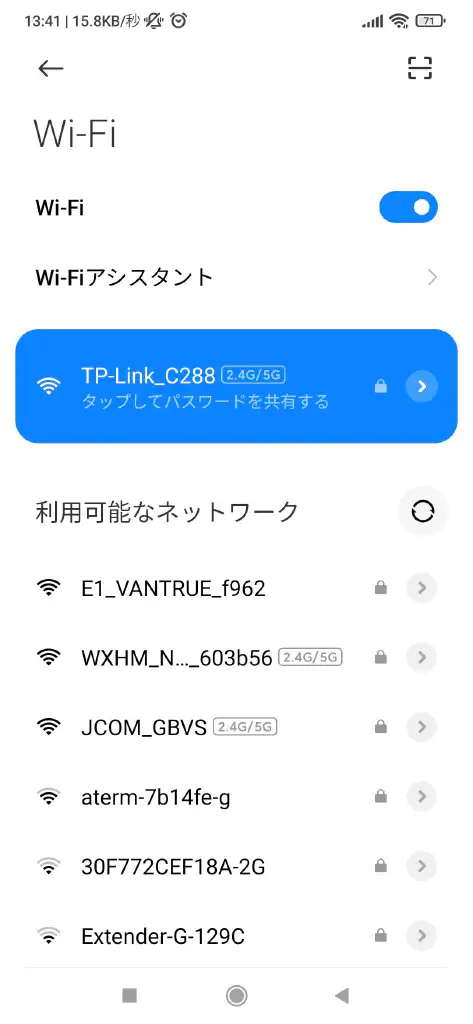 13:41 | 15.8KB/秒
71
Wi-Fi
Wi-Fi
Wi-Fiアシスタント
TP-Link_C288 2.4G/5G
タップしてパスワードを共有する
利用可能なネットワーク
E1_VANTRUE_f962
WXHM_N…_603b56 2.4G/5G
JCOM_GBVS 2.4G/5G
aterm-7b14fe-g
30F772CEF18A-2G
Extender-G-129C